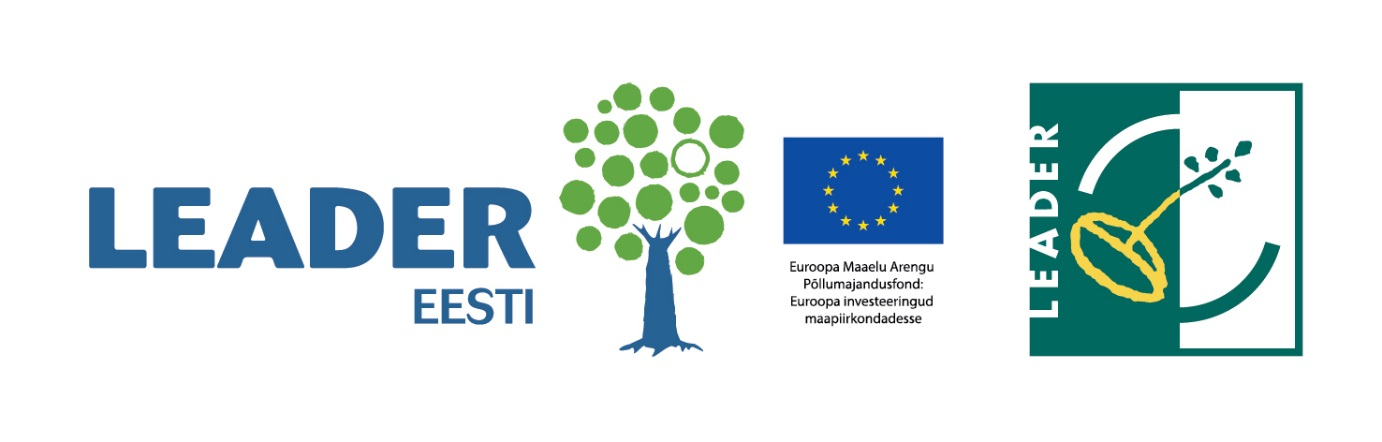 LEADER
EESTI
Euroopa Maaelu Arengu
Põllumajandusfond:
Euroopa investeeringud
maapiirkondadesse
LEADER